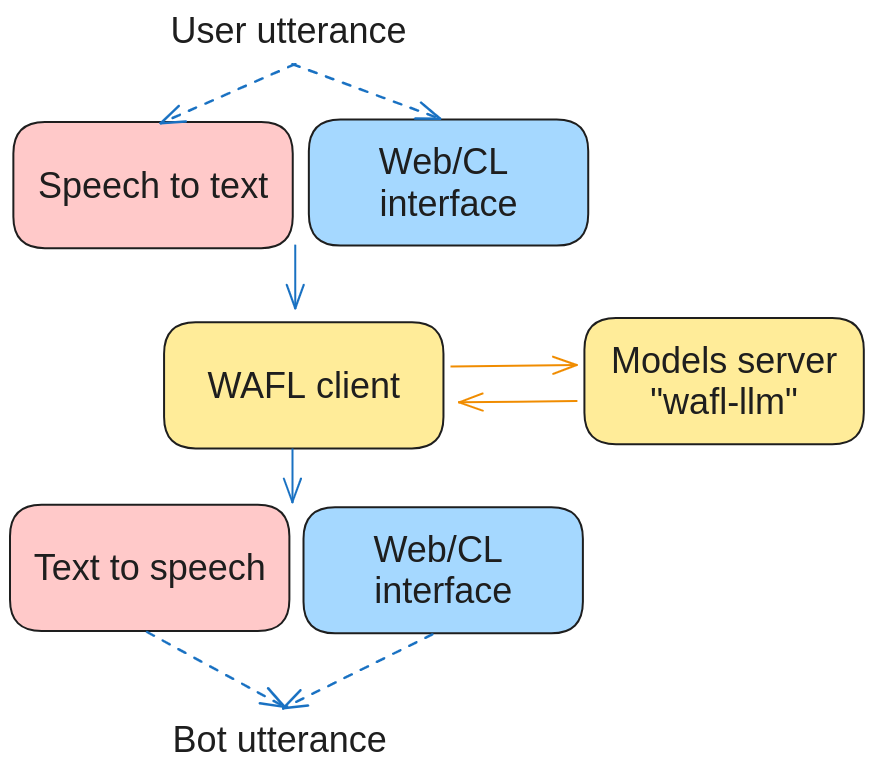 User utterance
Speech to text
Web/CL
interface
WAFL client
Models server
"wafl-llm"
Text to speech
Web/CL
interface
Bot utterance